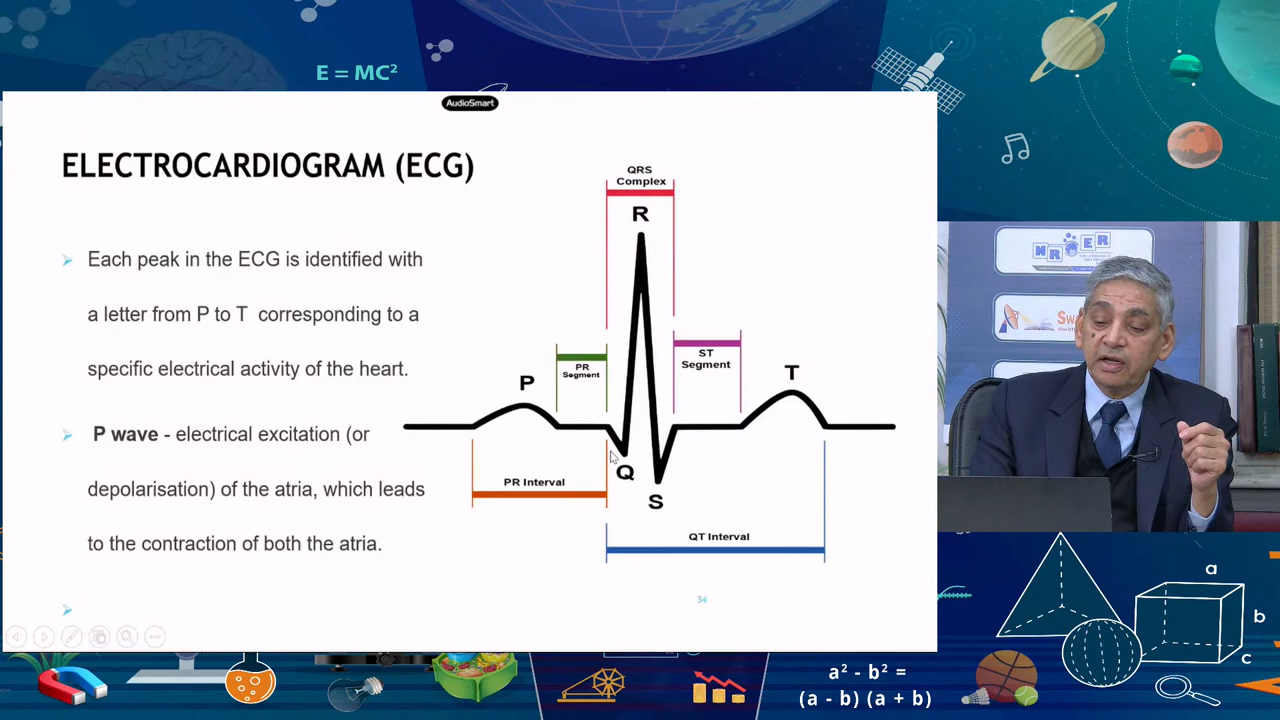 E = MC²
AudioSmart
ELECTROCARDIOGRAM (ECG)
Each peak in the ECG is identified with
a letter from P to T corresponding to a
specific electrical activity of the heart.
P wave - electrical excitation (or
depolarisation) of the atria, which leads
to the contraction of both the atria.
QRS
Complex
R
PR
Segment
ST
Segment
P
T
Q
S
PR Interval
QT Interval
34
NROER
a
b
c
a² - b² =
(a - b) (a + b)